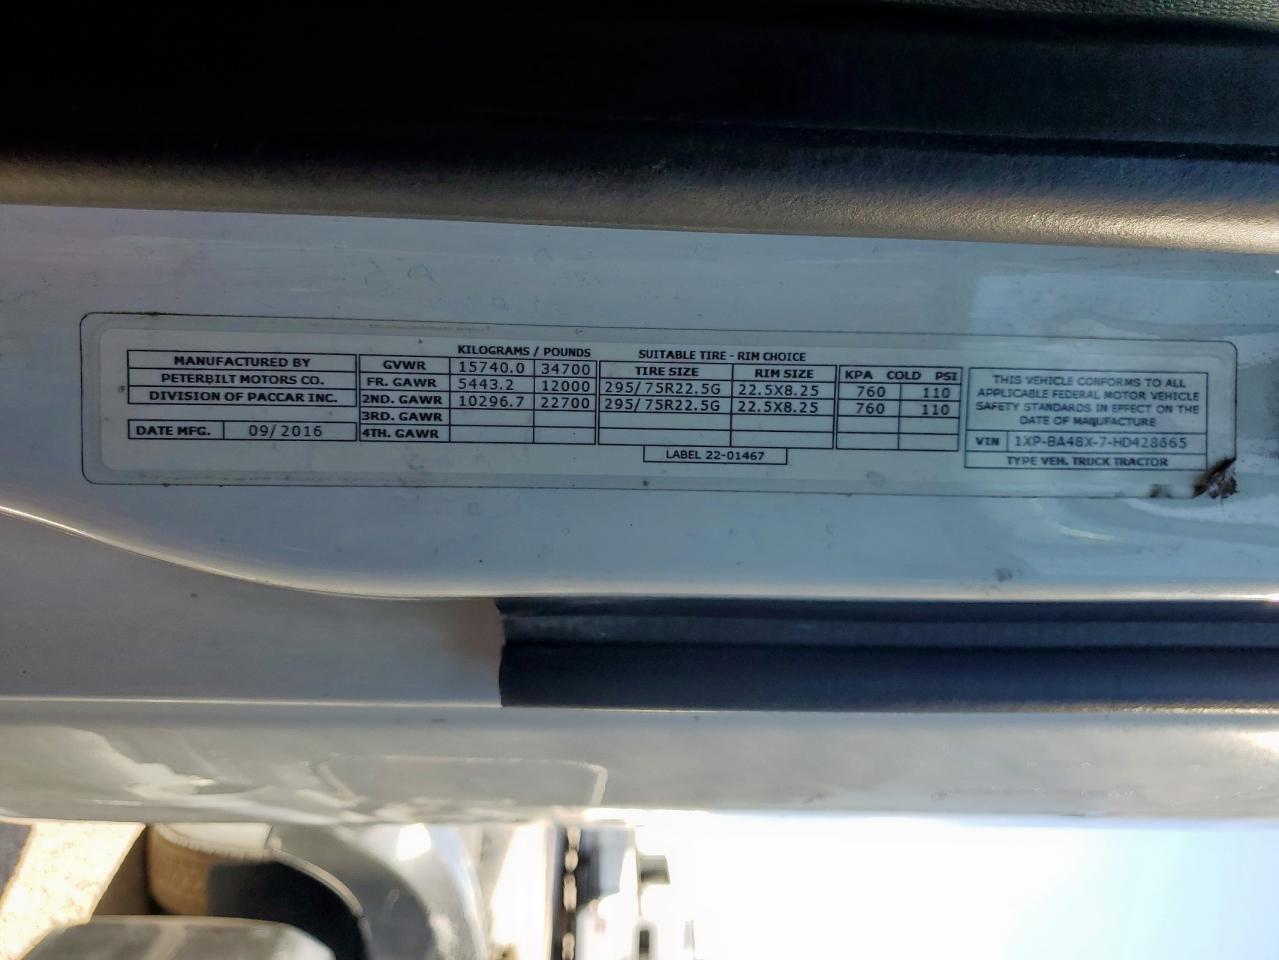 MANUFACTURED BY
PETERBILT MOTORS CO.
DIVISION OF PACCAR INC.
DATE MFG. 09/2016
KILOGRAMS / POUNDS SUITABLE TIRE - RIM CHOICE
GVWR 15740.0 34700 TIRE SIZE RIM SIZE KPA COLD PSI
FR. GAWR 5443.2 12000 295/75R22.5G 22.5X8.25 760 110
2ND. GAWR 10296.7 22700 295/75R22.5G 22.5X8.25 760 110
3RD. GAWR
4TH. GAWR
LABEL 22-01467
THIS VEHICLE CONFORMS TO ALL
APPLICABLE FEDERAL MOTOR VEHICLE
SAFETY STANDARDS IN EFFECT ON THE
DATE OF MANUFACTURE
VIN 1XP-BA48X-7-HD428665
TYPE VEH. TRUCK TRACTOR